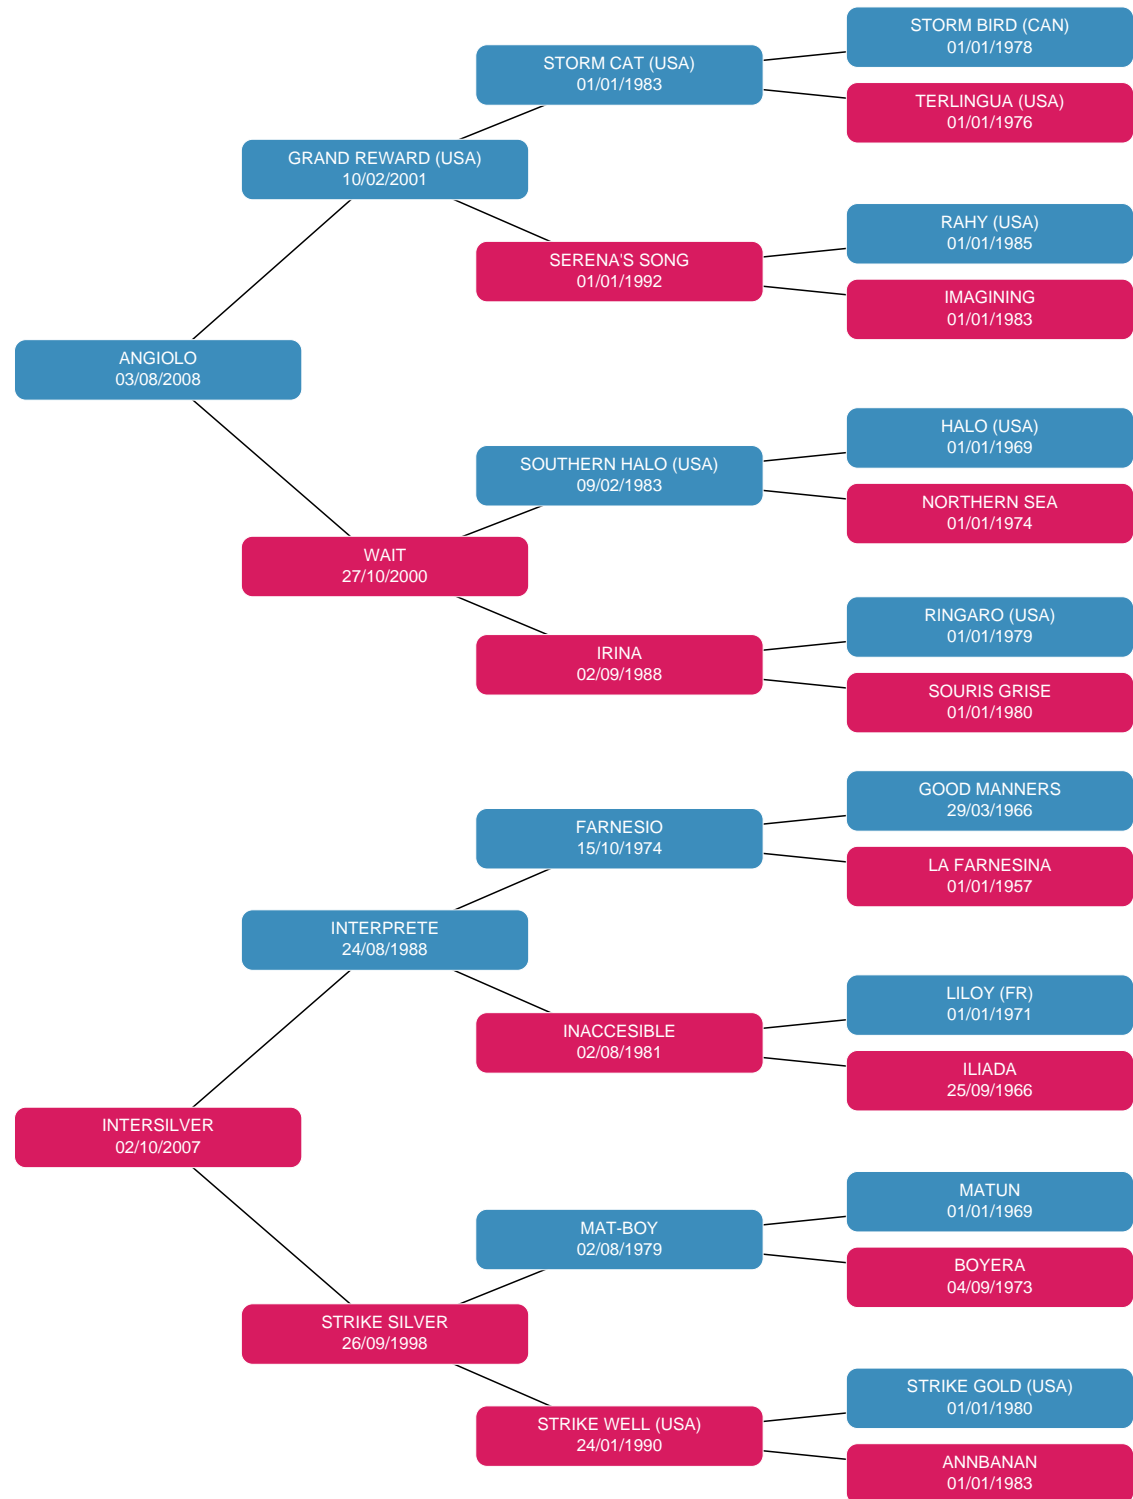 STORM BIRD (CAN)
01/01/1978
STORM CAT (USA)
01/01/1983
TERLINGUA (USA)
01/01/1976
GRAND REWARD (USA)
10/02/2001
RAHY (USA)
01/01/1985
SERENA'S SONG
01/01/1992
IMAGINING
01/01/1983
ANGIOLO
03/08/2008
HALO (USA)
01/01/1969
SOUTHERN HALO (USA)
09/02/1983
NORTHERN SEA
01/01/1974
WAIT
27/10/2000
RINGARO (USA)
01/01/1979
IRINA
02/09/1988
SOURIS GRISE
01/01/1980
GOOD MANNERS
29/03/1966
FARNESIO
15/10/1974
LA FARNESINA
01/01/1957
INTERPRETE
24/08/1988
LILOY (FR)
01/01/1971
INACCESIBLE
02/08/1981
ILIADA
25/09/1966
INTERSILVER
02/10/2007
MATUN
01/01/1969
MAT-BOY
02/08/1979
BOYERA
04/09/1973
STRIKE SILVER
26/09/1998
STRIKE GOLD (USA)
01/01/1980
STRIKE WELL (USA)
24/01/1990
ANNBANAN
01/01/1983